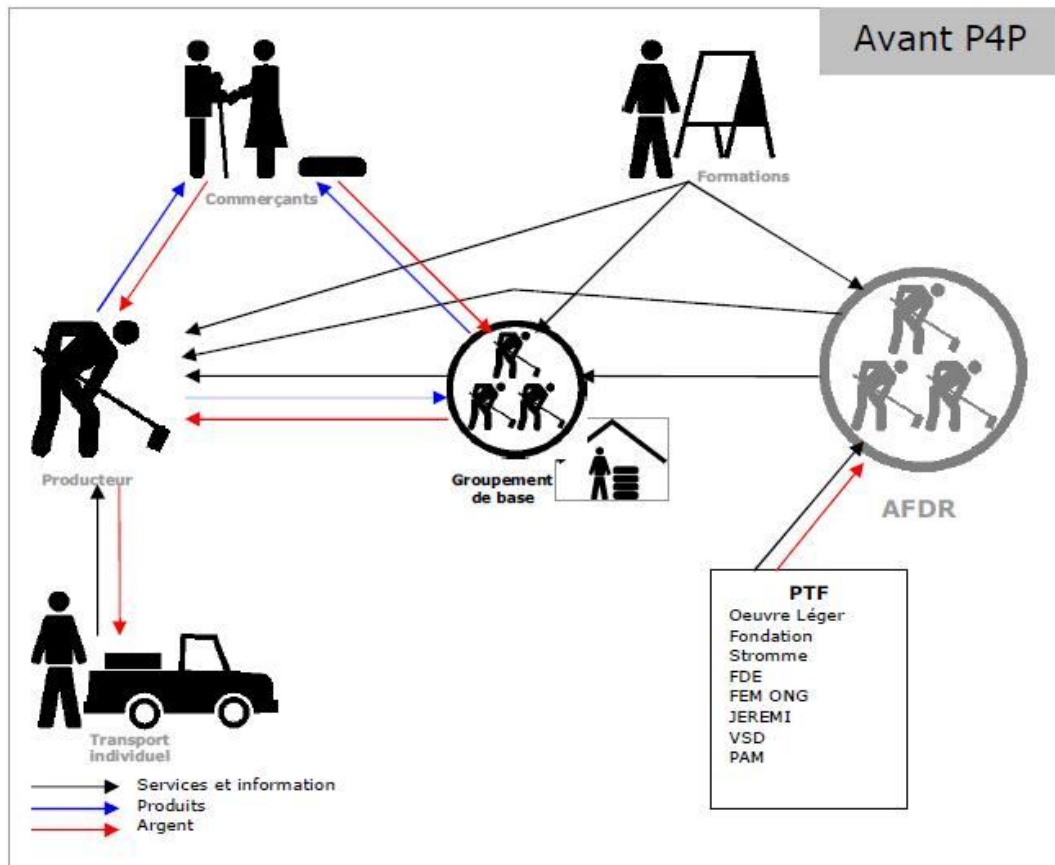 Avant P4P
Commerçants
Formations
Producteur
Groupement
de base
AFDR
Transport
individuel
PTF
Oeuvre Léger
Fondation
Stromme
FDE
FEM ONG
JEREMI
VSD
PAM
Services et information
Produits
Argent